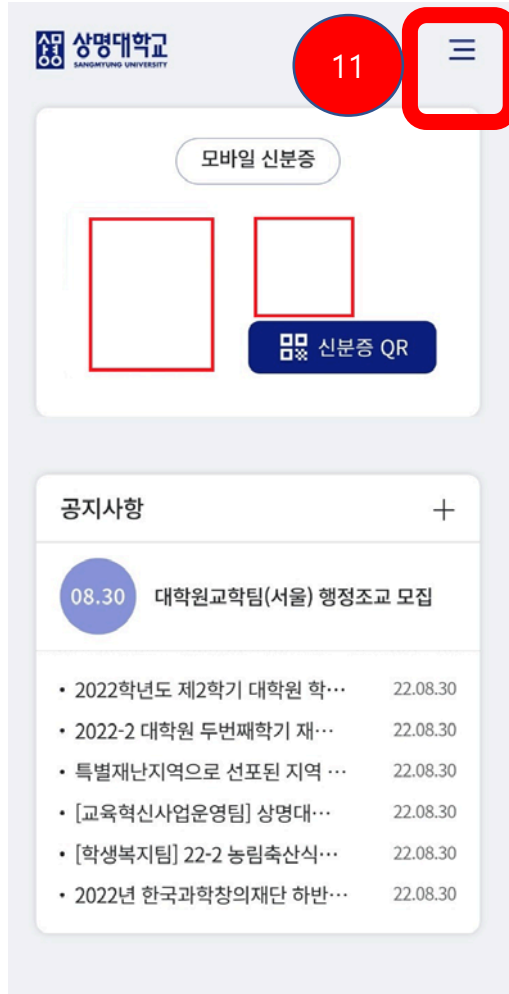 상명
상명대학교
SANGMYUNG UNIVERSITY
11
모바일 신분증
신분증 QR
공지사항
08.30 대학원교학팀(서울) 행정조교 모집
• 2022학년도 제2학기 대학원 학… 22.08.30
• 2022-2 대학원 두번째학기 재… 22.08.30
• 특별재난지역으로 선포된 지역 … 22.08.30
• [교육혁신사업운영팀] 상명대… 22.08.30
• [학생복지팀] 22-2 농림축산식… 22.08.30
• 2022년 한국과학창의재단 하반… 22.08.30